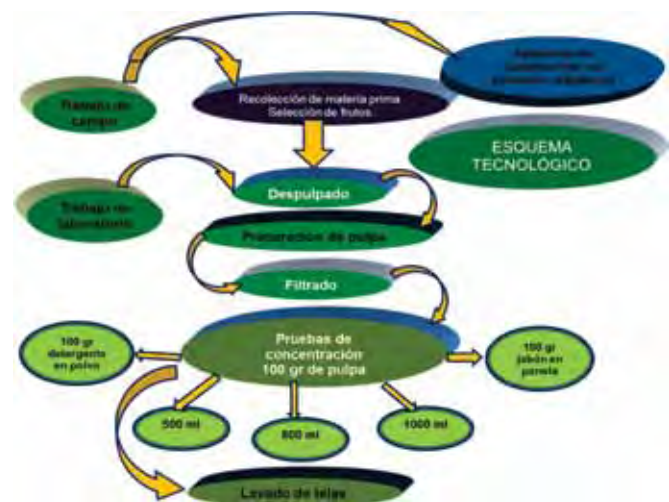 Recolección de materia prima
Selección de frutos
Trabajo de
campo
ESQUEMA
TECNOLÓGICO
Despulpado
Trabajo de
laboratorio
Preparación de pulpa
Filtrado
Pruebas de
concentración
100 gr de pulpa
100 gr
detergente
en polvo
100 gr
jabón en
panela
500 ml
800 ml
1000 ml
Lavado de telas